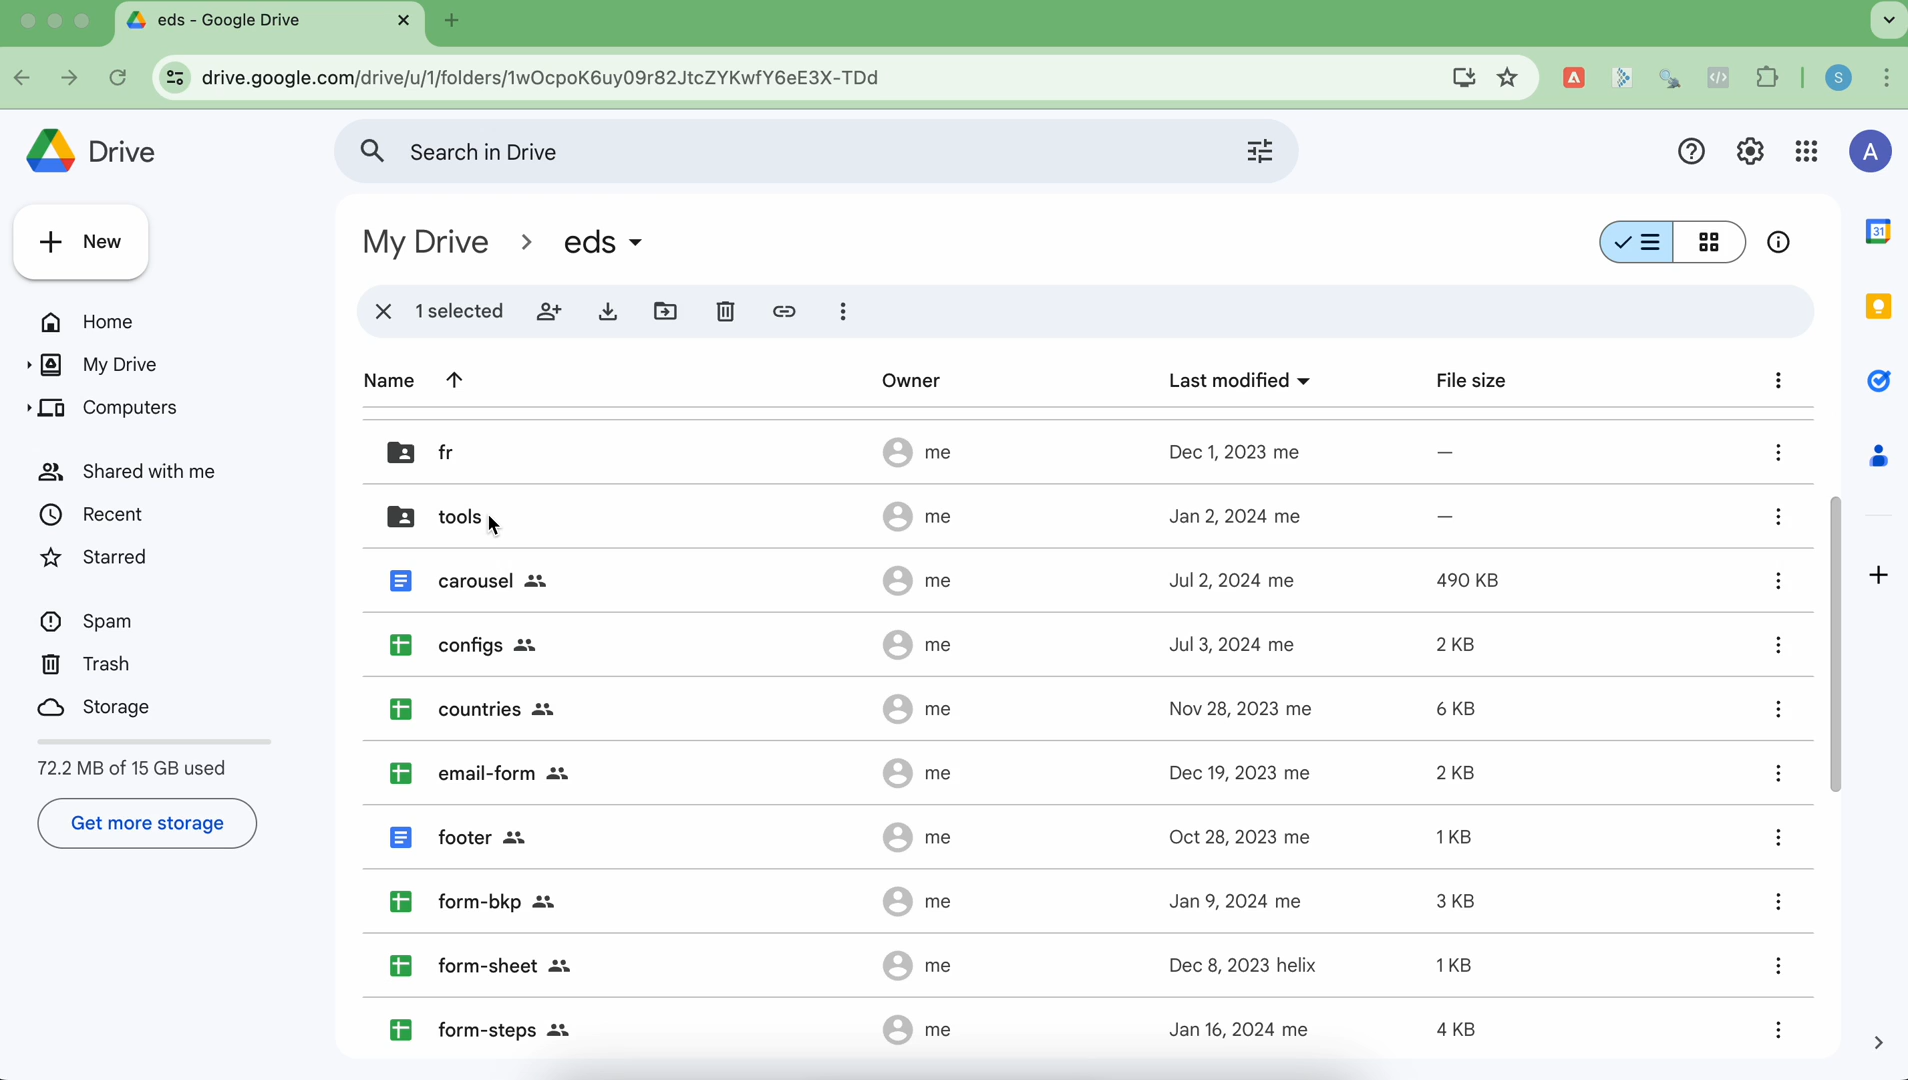 eds - Google Drive
drive.google.com/drive/u/1/folders/1wOcpoK6uy09r82JtcZYKwfY6eE3X-TDd
S
Drive
Search in Drive
A
New
My Drive > eds
31
1 selected
Home
My Drive
Computers
Shared with me
Recent
Starred
Spam
Trash
Storage
72.2 MB of 15 GB used
Get more storage
Name Owner Last modified File size
fr me Dec 1, 2023 me —
tools me Jan 2, 2024 me —
carousel me Jul 2, 2024 me 490 KB
configs me Jul 3, 2024 me 2 KB
countries me Nov 28, 2023 me 6 KB
email-form me Dec 19, 2023 me 2 KB
footer me Oct 28, 2023 me 1 KB
form-bkp me Jan 9, 2024 me 3 KB
form-sheet me Dec 8, 2023 helix 1 KB
form-steps me Jan 16, 2024 me 4 KB